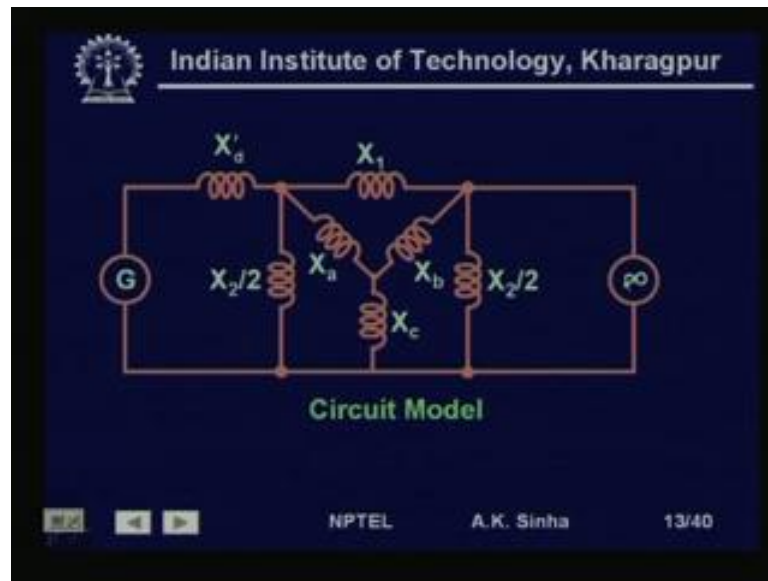 Indian Institute of Technology, Kharagpur
X'd X1
G X2/2 Xa Xb X2/2 ∞
Xc
Circuit Model
NPTEL A.K. Sinha 13/40